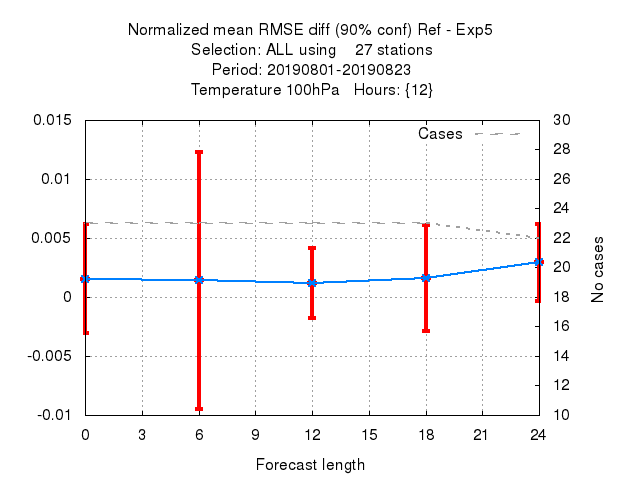 Normalized mean RMSE diff (90% conf) Ref - Exp5
Selection: ALL using    27 stations
Period: 20190801-20190823
Temperature 100hPa   Hours: {12}
Cases
0.015
0.01
0.005
0
-0.005
-0.01
30
28
26
24
22
20
18
16
14
12
10
No cases
0 3 6 9 12 15 18 21 24
Forecast length